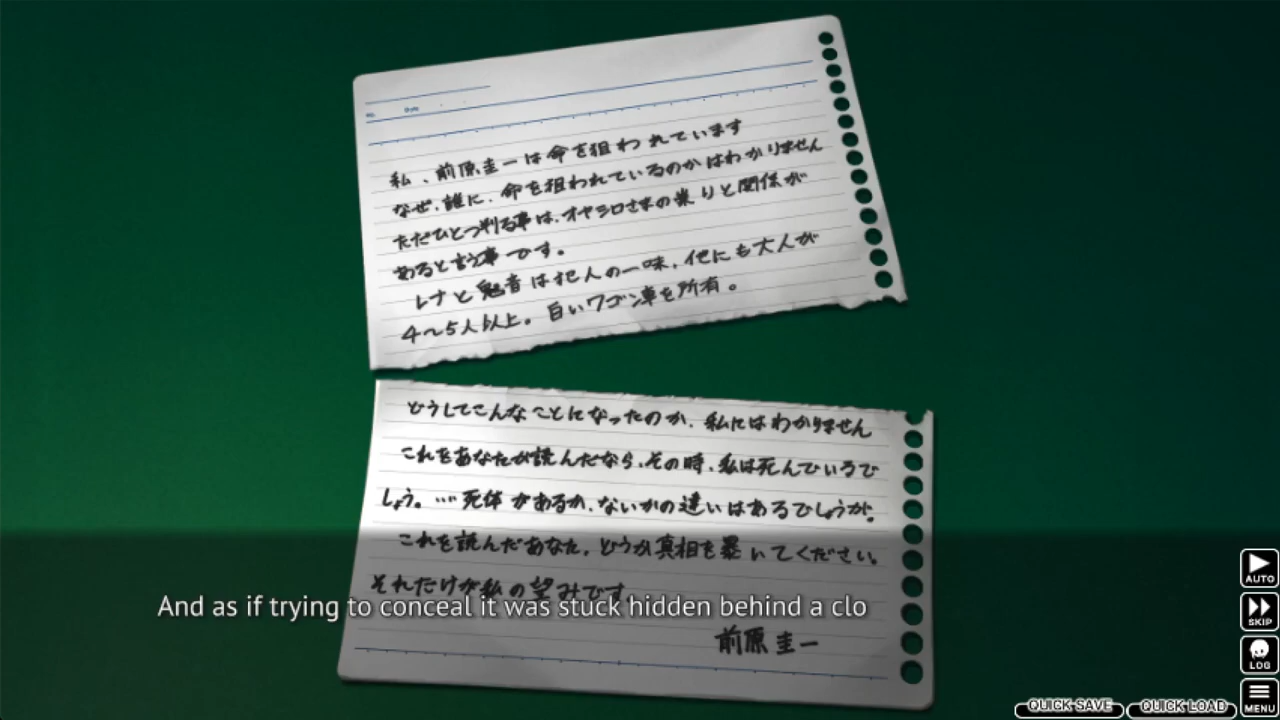 No. Date
私、前原圭一は命を狙われています
なぜ、誰に、命を狙われているのかはわかりません
ただひとつ判る事は、オヤシロさまの祟りと関係が
あると言う事です。
レナと魅音は犯人の一味。他にも大人が
4〜5人以上。白いワゴン車を所有。
どうしてこんなことになったのか、私にはわかりません
これをあなたが読んだなら、その時、私は死んでいるで
しょう。…死体があるか、ないかの違いはあるでしょうが。
これを読んだあなた。どうか真相を暴いてください。
それだけが私の望みです
And as if trying to conceal it was stuck hidden behind a clo
前原圭一
AUTO
SKIP
LOG
MENU
QUICK SAVE
QUICK LOAD